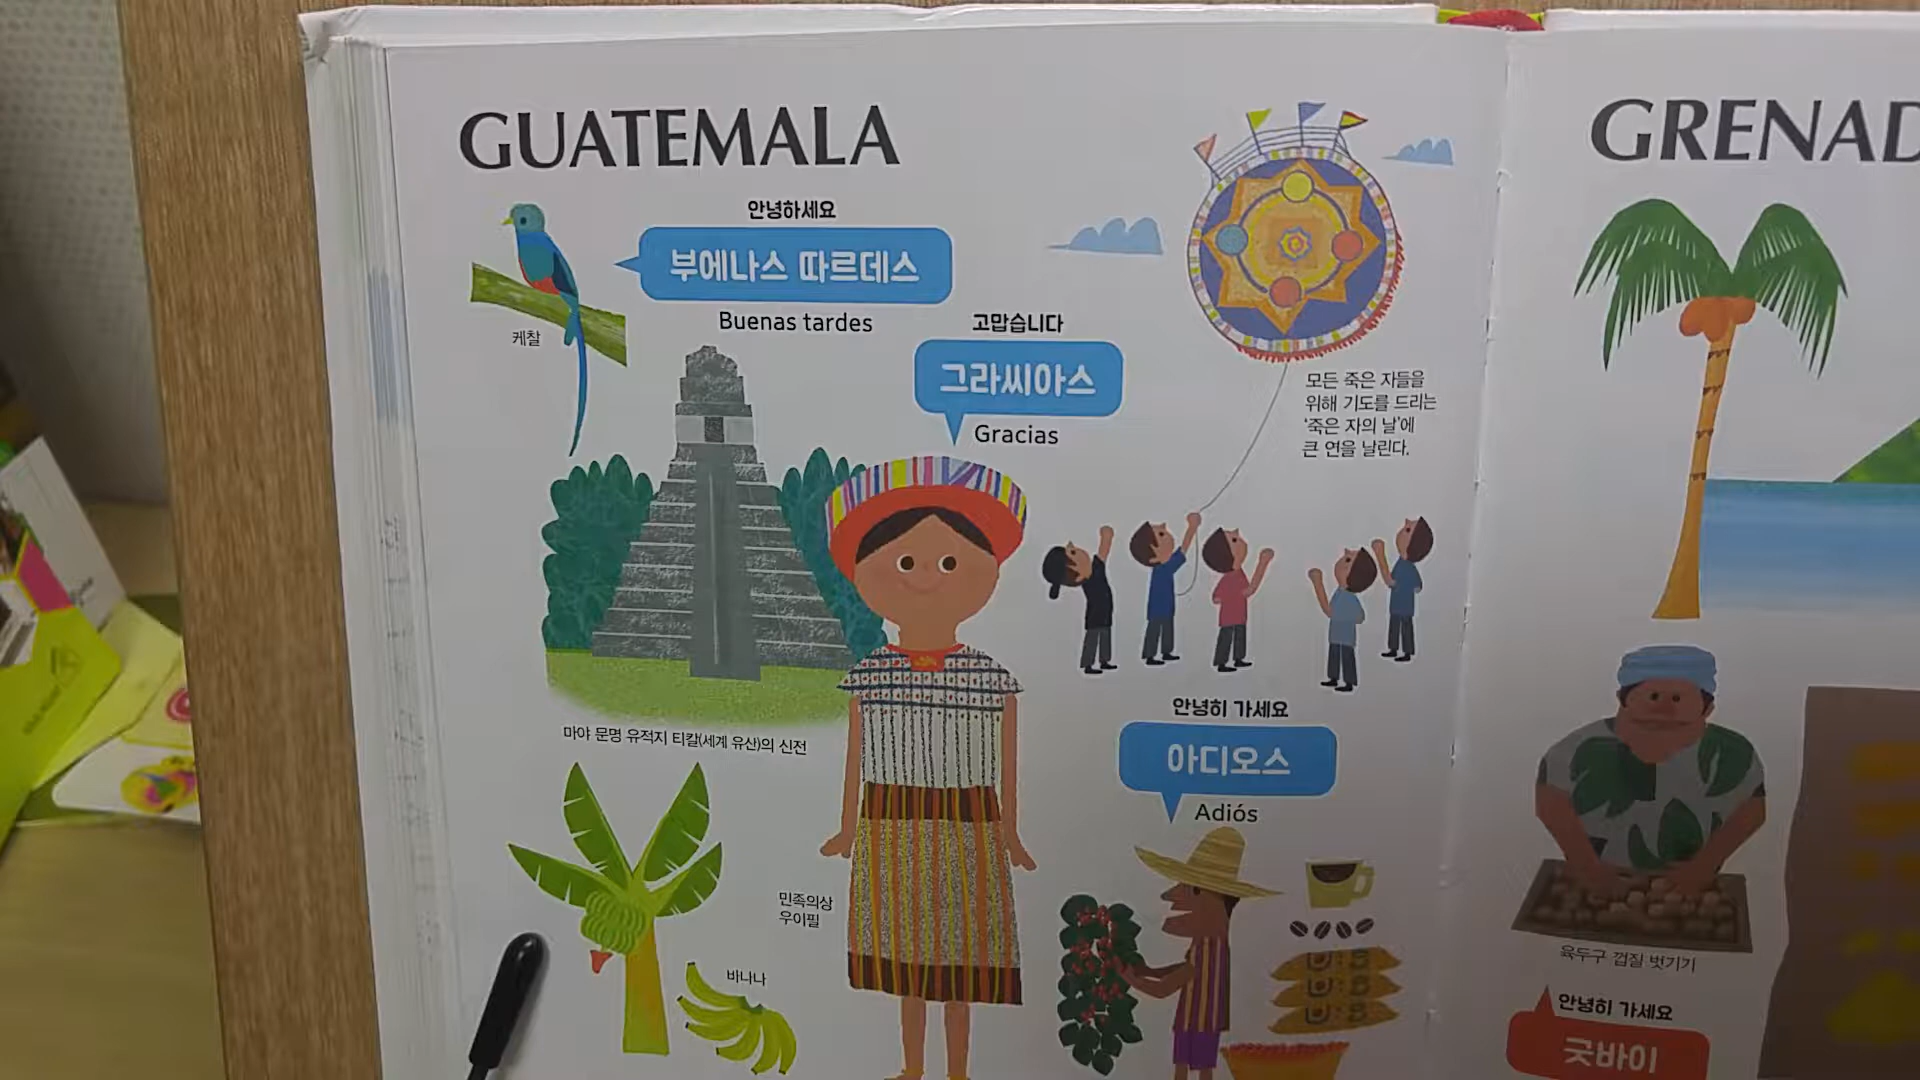 GUATEMALA
안녕하세요
부에나스 따르데스
Buenas tardes
케찰
고맙습니다
그라씨아스
Gracias
모든 죽은 자들을
위해 기도를 드리는
‘죽은 자의 날’에
큰 연을 날린다.
마야 문명 유적지 티칼(세계 유산)의 신전
안녕히 가세요
아디오스
Adiós
민족의상
우이필
바나나
GRENAD
육두구 껍질 벗기기
안녕히 가세요
굿바이